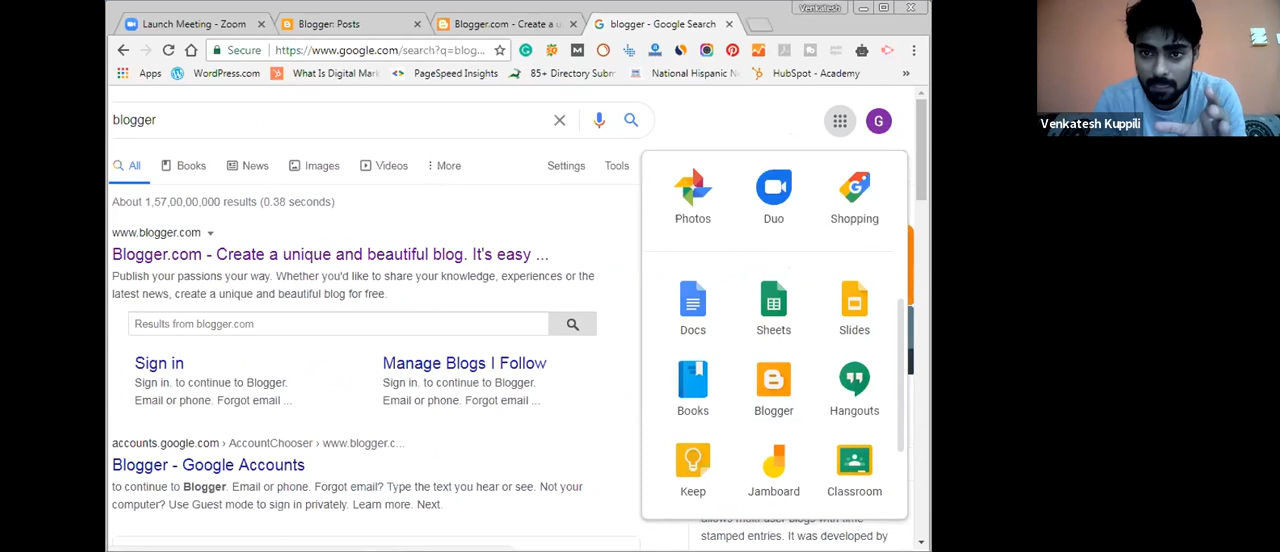 Launch Meeting - Zoom
Blogger: Posts
Blogger.com - Create a u
blogger - Google Search
Venkatesh
Secure
https://www.google.com/search?q=blog...
Apps
WordPress.com
What Is Digital Mark
PageSpeed Insights
85+ Directory Subm
National Hispanic Ne
HubSpot - Academy
blogger
G
All
Books
News
Images
Videos
More
Settings
Tools
About 1,57,00,00,000 results (0.38 seconds)
www.blogger.com
Blogger.com - Create a unique and beautiful blog. It's easy ...
Publish your passions your way. Whether you'd like to share your knowledge, experiences or the
latest news, create a unique and beautiful blog for free.
Results from blogger.com
Sign in
Sign in. to continue to Blogger.
Email or phone. Forgot email ...
Manage Blogs I Follow
Sign in. to continue to Blogger.
Email or phone. Forgot email ...
accounts.google.com › AccountChooser › www.blogger.c...
Blogger - Google Accounts
to continue to Blogger. Email or phone. Forgot email? Type the text you hear or see. Not your
computer? Use Guest mode to sign in privately. Learn more. Next.
Photos
Duo
Shopping
Docs
Sheets
Slides
Books
Blogger
Hangouts
Keep
Jamboard
Classroom
allows multi-user blogs with time-
stamped entries. It was developed by
Venkatesh Kuppili